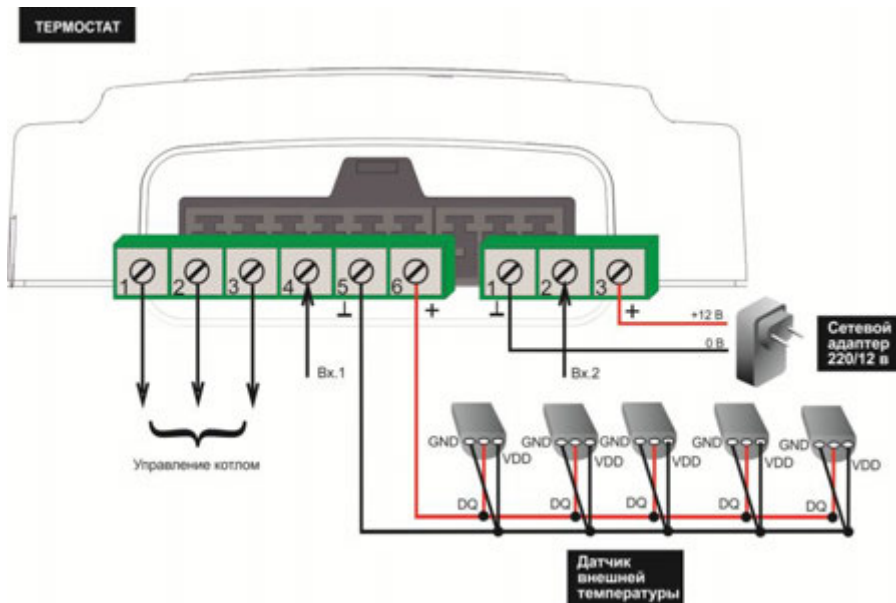 ТЕРМОСТАТ
1
2
3
4
5
6
⊥
+
1
2
3
⊥
+
+12 В
0 В
Сетевой
адаптер
220/12 в
Вх.1
Вх.2
Управление котлом
GND
VDD
DQ
GND
VDD
DQ
GND
VDD
DQ
GND
VDD
DQ
GND
VDD
DQ
Датчик
внешней
температуры